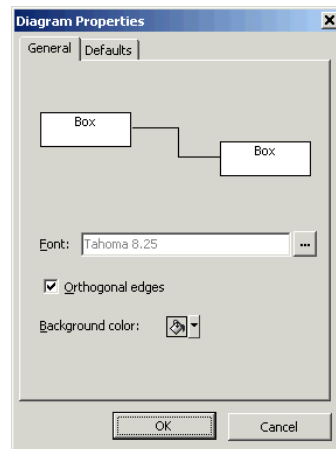 Diagram Properties
General Defaults
Box
Box
Font: Tahoma 8.25 ...
Orthogonal edges
Background color:
OK Cancel